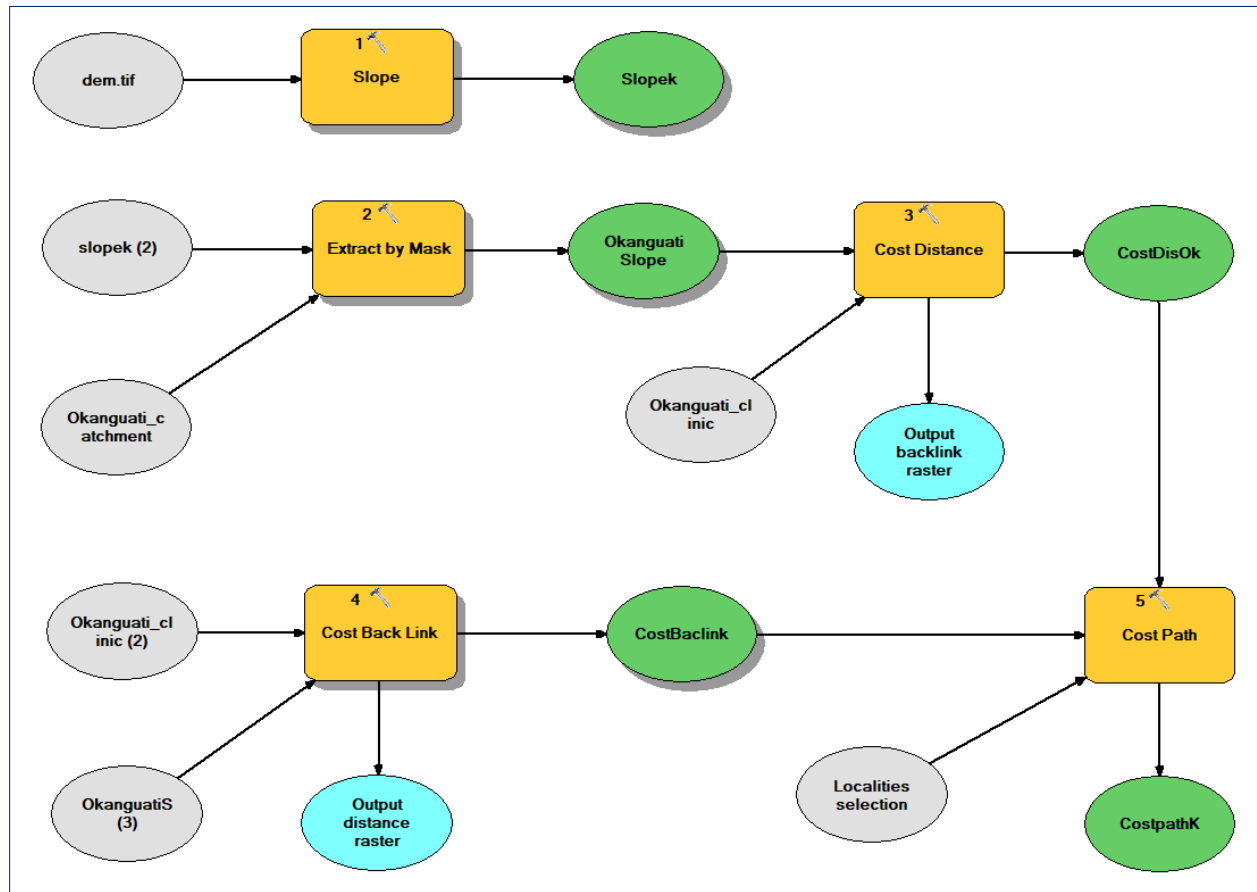 1
dem.tif
Slope
Slopek
2
slopek (2)
Extract by Mask
Okanguati
Slope
3
Cost Distance
CostDisOk
Okanguati_c
atchment
Okanguati_cl
inic
Output
backlink
raster
Okanguati_cl
inic (2)
4
Cost Back Link
CostBaclink
5
Cost Path
OkanguatiS
(3)
Output
distance
raster
Localities
selection
CostpathK